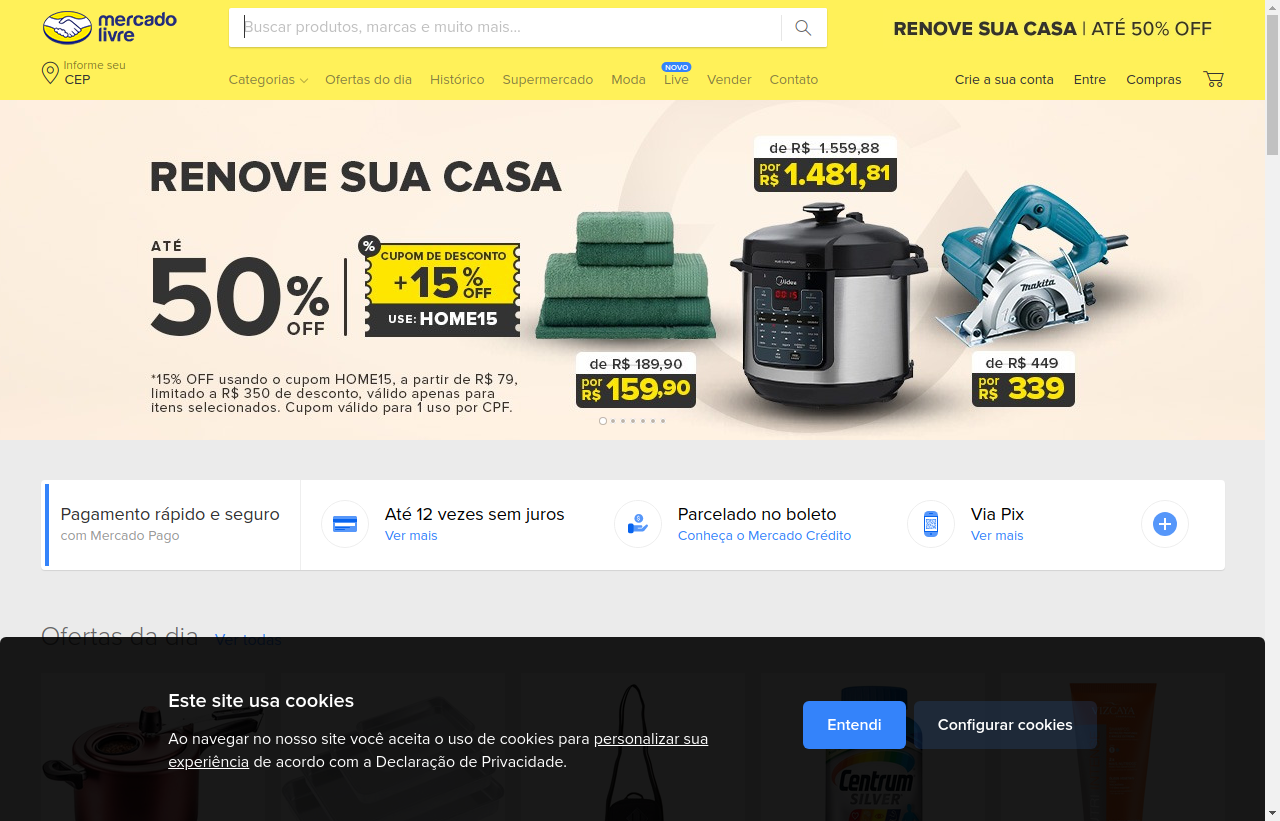 mercado
livre
Buscar produtos, marcas e muito mais...
RENOVE SUA CASA | ATÉ 50% OFF
Informe seu
CEP
Categorias
Ofertas do dia
Histórico
Supermercado
Moda
NOVO
Live
Vender
Contato
Crie a sua conta
Entre
Compras
RENOVE SUA CASA
ATÉ
50%
OFF
%
CUPOM DE DESCONTO
+15%
OFF
USE: HOME15
*15% OFF usando o cupom HOME15, a partir de R$ 79,
limitado a R$ 350 de desconto, válido apenas para
itens selecionados. Cupom válido para 1 uso por CPF.
de R$ 189,90
por
R$ 159,90
de R$ 1.559,88
por
R$ 1.481,81
Midea
00:15
makita
de R$ 449
por
R$ 339
Pagamento rápido e seguro
com Mercado Pago
Até 12 vezes sem juros
Ver mais
Parcelado no boleto
Conheça o Mercado Crédito
Via Pix
Ver mais
Ofertas da dia
Ver todas
Este site usa cookies
Ao navegar no nosso site você aceita o uso de cookies para personalizar sua
experiência de acordo com a Declaração de Privacidade.
Entendi
Configurar cookies
Centrum
SILVER